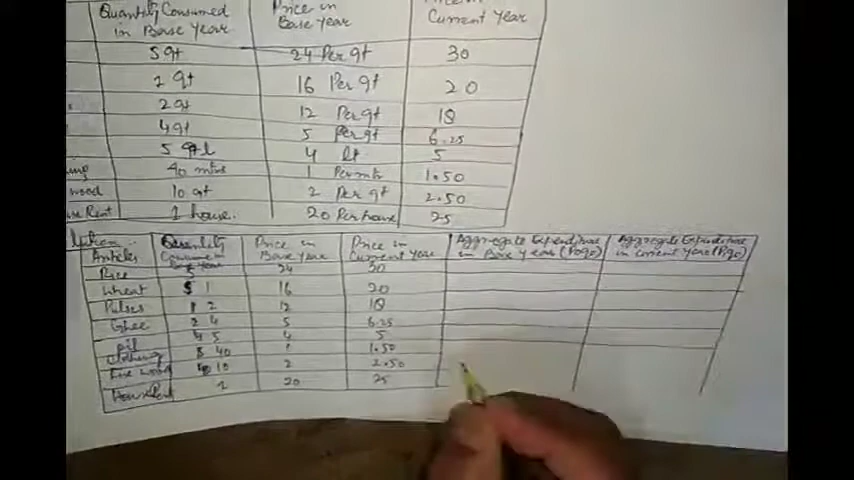 Quantity Consumed Price in
in Base Year Base Year Current Year
5 qt 24 Per qt 30
2 qt 16 Per qt 20
2 qt 12 Per qt 18
4 qt 5 Per qt 6.25
5 l 4 lt 5
40 mtrs 1 Per mtr 1.50
wood 10 qt 2 Per qt 2.50
Rent 1 house. 20 Per house 25
Articles Quantity Price in Price in Aggregate Expenditure Aggregate Expenditure
Base Year Current Year in Base Year (P0q0) in current year (P1q0)
Rice 24 30
Wheat 1 16 20
Pulses 2 12 18
Ghee 4 5 6.25
oil 5 4 5
clothing 40 1 1.50
Fire wood 10 2 2.50
House Rent 20 25